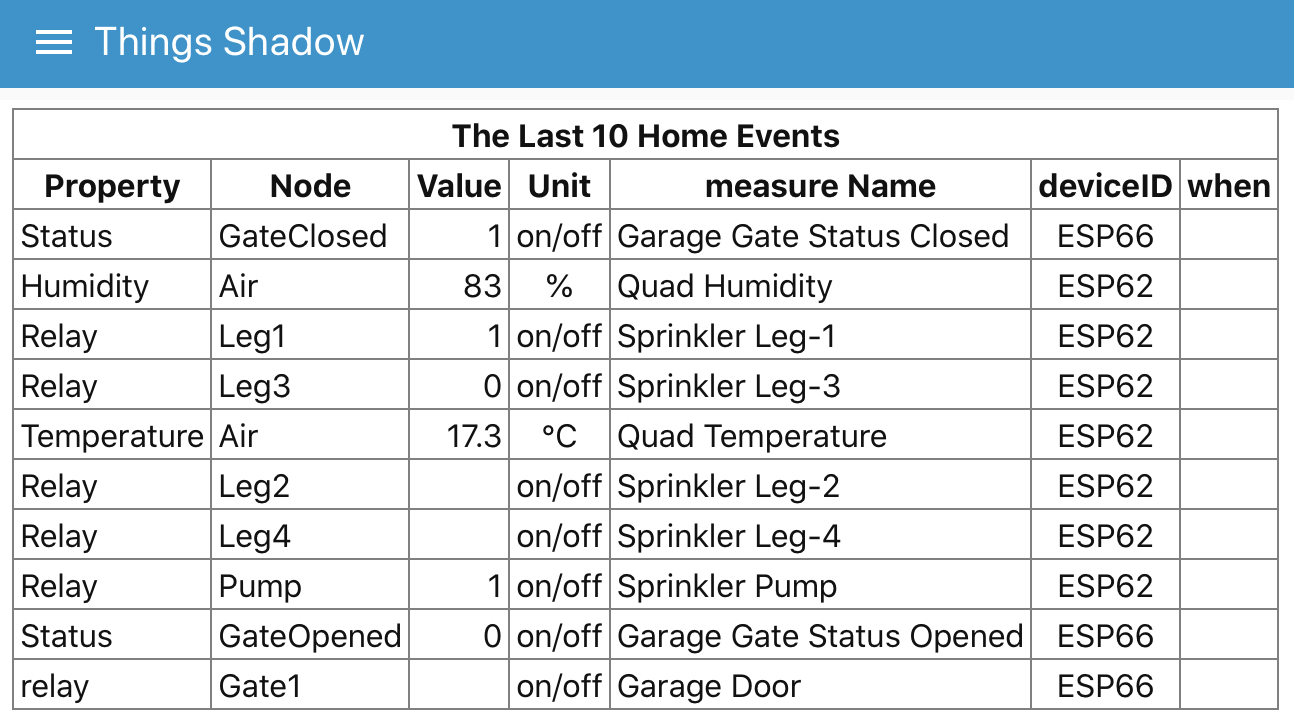 Things Shadow
The Last 10 Home Events
Property Node Value Unit measure Name deviceID when
Status GateClosed 1 on/off Garage Gate Status Closed ESP66
Humidity Air 83 % Quad Humidity ESP62
Relay Leg1 1 on/off Sprinkler Leg-1 ESP62
Relay Leg3 0 on/off Sprinkler Leg-3 ESP62
Temperature Air 17.3 °C Quad Temperature ESP62
Relay Leg2 on/off Sprinkler Leg-2 ESP62
Relay Leg4 on/off Sprinkler Leg-4 ESP62
Relay Pump 1 on/off Sprinkler Pump ESP62
Status GateOpened 0 on/off Garage Gate Status Opened ESP66
relay Gate1 on/off Garage Door ESP66